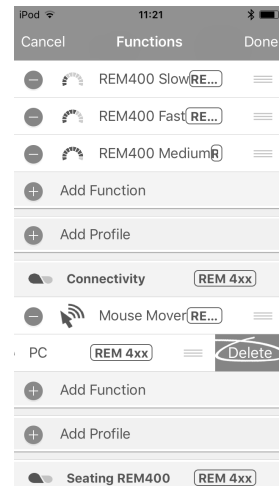 iPod 11:21
Cancel Functions Done
REM400 Slow RE...
REM400 Fast RE...
REM400 Medium R
Add Function
Add Profile
Connectivity REM 4xx
Mouse Mover RE...
PC REM 4xx Delete
Add Function
Add Profile
Seating REM400 REM 4xx